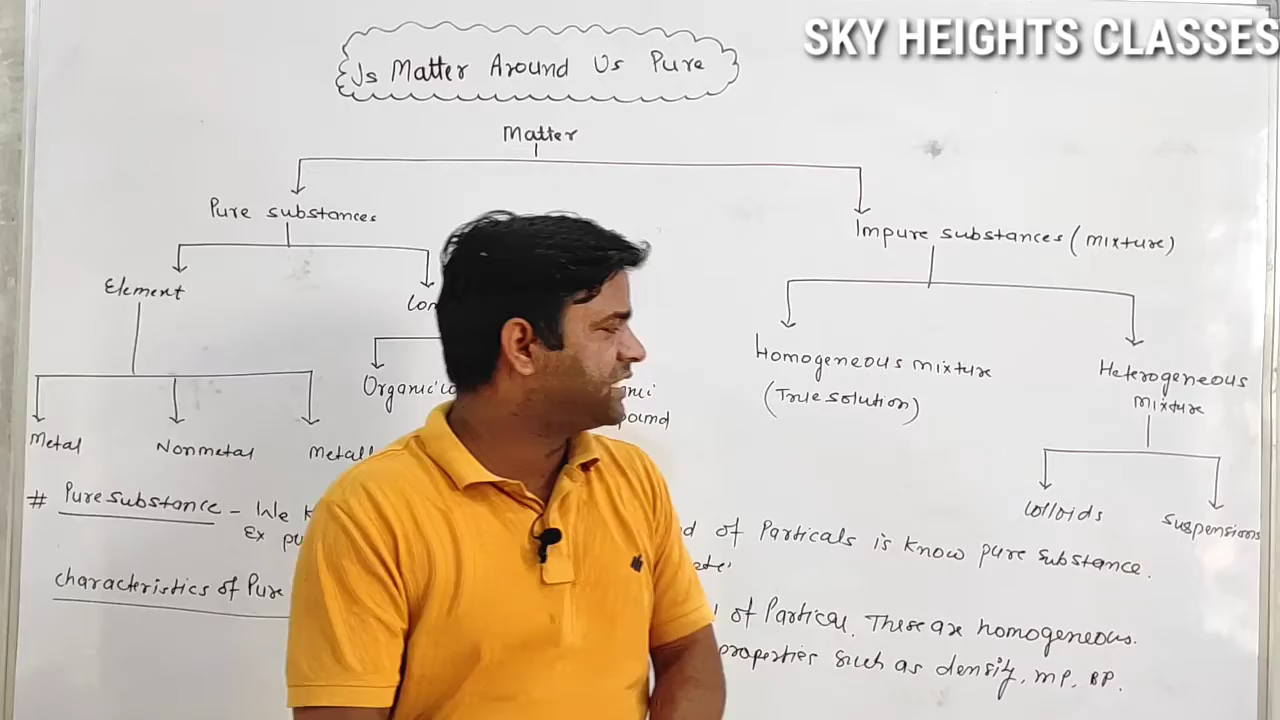 SKY HEIGHTS CLASSES
Is Matter Around Us Pure
Matter
Pure substances
Impure substances (mixture)
Element
Homogeneous mixture
(True solution)
Heterogeneous
mixture
Organic
Metal
Nonmetal
Colloids
Suspensions
# Pure substance - We
of Particals is know pure substance.
Ex
characteristics of Pure
of Partical. These are homogeneous.
properties such as density, MP, BP.